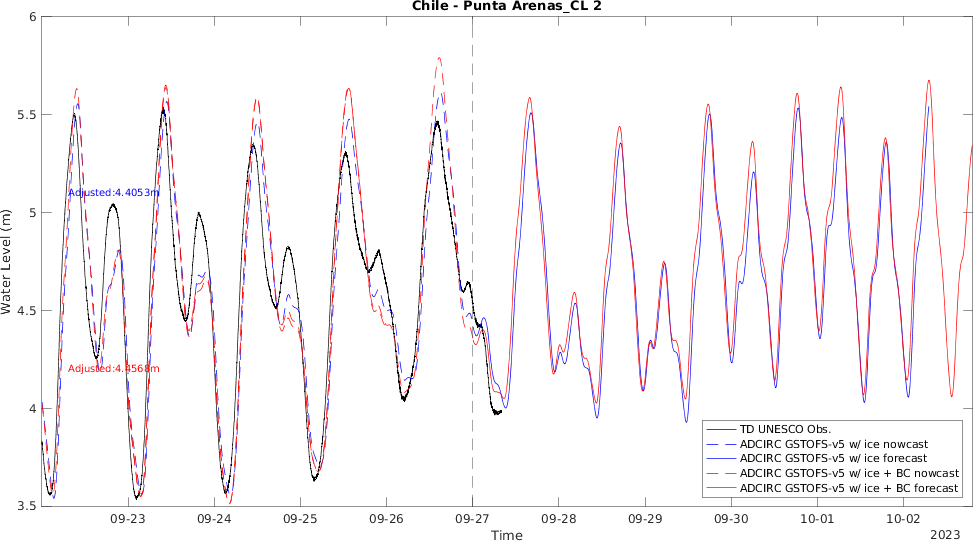 Chile - Punta Arenas_CL 2
6
5.5
5
4.5
4
3.5
Water Level (m)
Adjusted:4.4053m
Adjusted:4.4568m
TD UNESCO Obs.
ADCIRC GSTOFS-v5 w/ ice nowcast
ADCIRC GSTOFS-v5 w/ ice forecast
ADCIRC GSTOFS-v5 w/ ice + BC nowcast
ADCIRC GSTOFS-v5 w/ ice + BC forecast
09-23 09-24 09-25 09-26 09-27 09-28 09-29 09-30 10-01 10-02
Time
2023